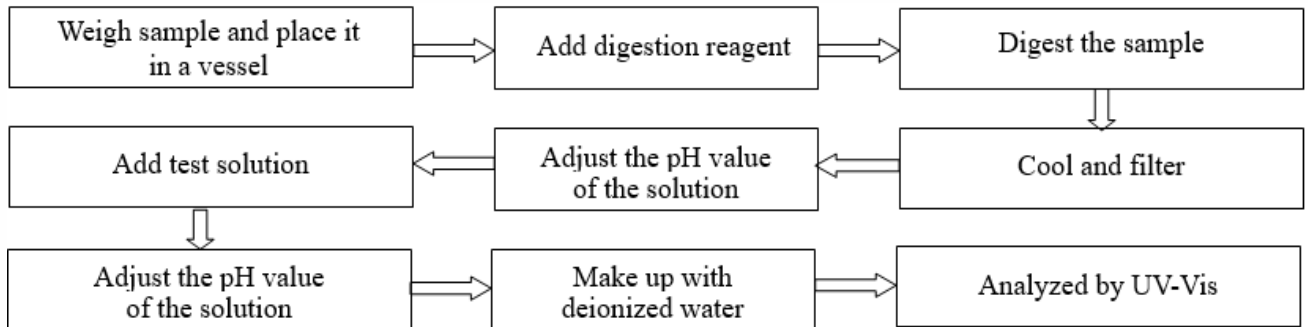 Weigh sample and place it
in a vessel
Add digestion reagent
Digest the sample
Cool and filter
Adjust the pH value
of the solution
Add test solution
Adjust the pH value
of the solution
Make up with
deionized water
Analyzed by UV-Vis